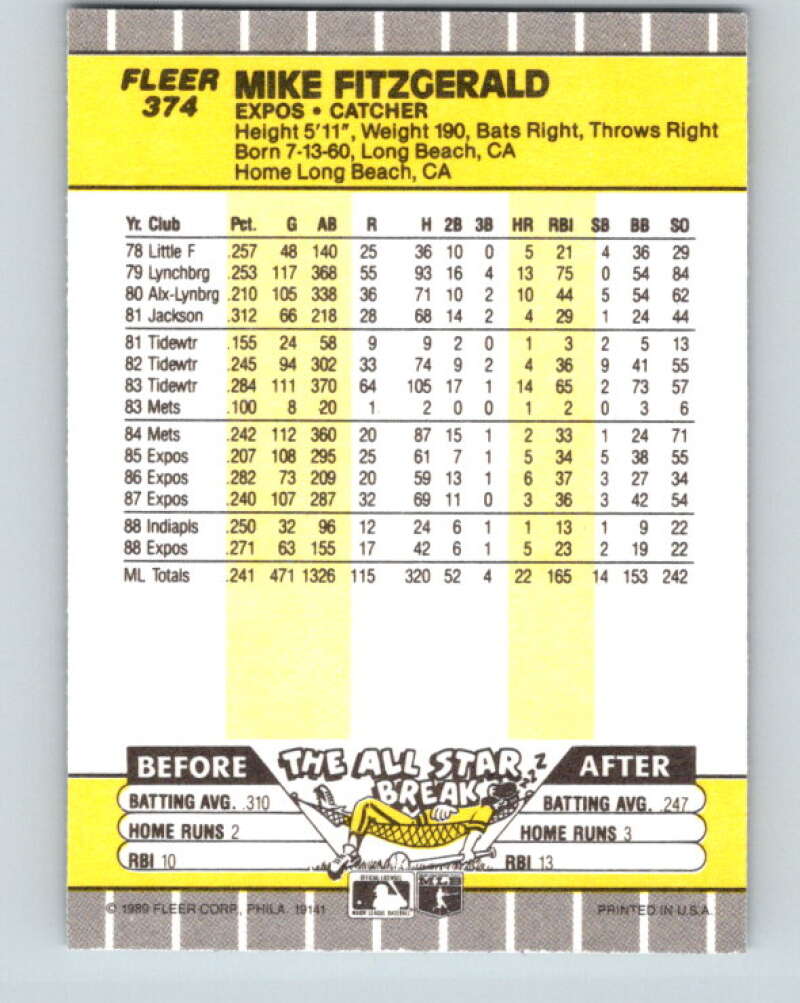 FLEER
374
MIKE FITZGERALD
EXPOS • CATCHER
Height 5'11", Weight 190, Bats Right, Throws Right
Born 7-13-60, Long Beach, CA
Home Long Beach, CA
Yr. Club Pct. G AB R H 2B 3B HR RBI SB BB SO
78 Little F .257 48 140 25 36 10 0 5 21 4 36 29
79 Lynchbrg .253 117 368 55 93 16 4 13 75 0 54 84
80 Alx-Lynbrg .210 105 338 36 71 10 2 10 44 5 54 62
81 Jackson .312 66 218 28 68 14 2 4 29 1 24 44
81 Tidewtr .155 24 58 9 9 2 0 1 3 2 5 13
82 Tidewtr .245 94 302 33 74 9 2 4 36 9 41 55
83 Tidewtr .284 111 370 64 105 17 1 14 65 2 73 57
83 Mets .100 8 20 1 2 0 0 1 2 0 3 6
84 Mets .242 112 360 20 87 15 1 2 33 1 24 71
85 Expos .207 108 295 25 61 7 1 5 34 5 38 55
86 Expos .282 73 209 20 59 13 1 6 37 3 27 34
87 Expos .240 107 287 32 69 11 0 3 36 3 42 54
88 Indiapls .250 32 96 12 24 6 1 1 13 1 9 22
88 Expos .271 63 155 17 42 6 1 5 23 2 19 22
ML Totals .241 471 1326 115 320 52 4 22 165 14 153 242
BEFORE THE ALL STAR BREAK Z-Z-Z AFTER
BATTING AVG. .310 BATTING AVG. .247
HOME RUNS 2 HOME RUNS 3
RBI 10 RBI 13
OFFICIAL LICENSEE
MAJOR LEAGUE BASEBALL
© 1989 FLEER CORP., PHILA. 19141 PRINTED IN U.S.A.